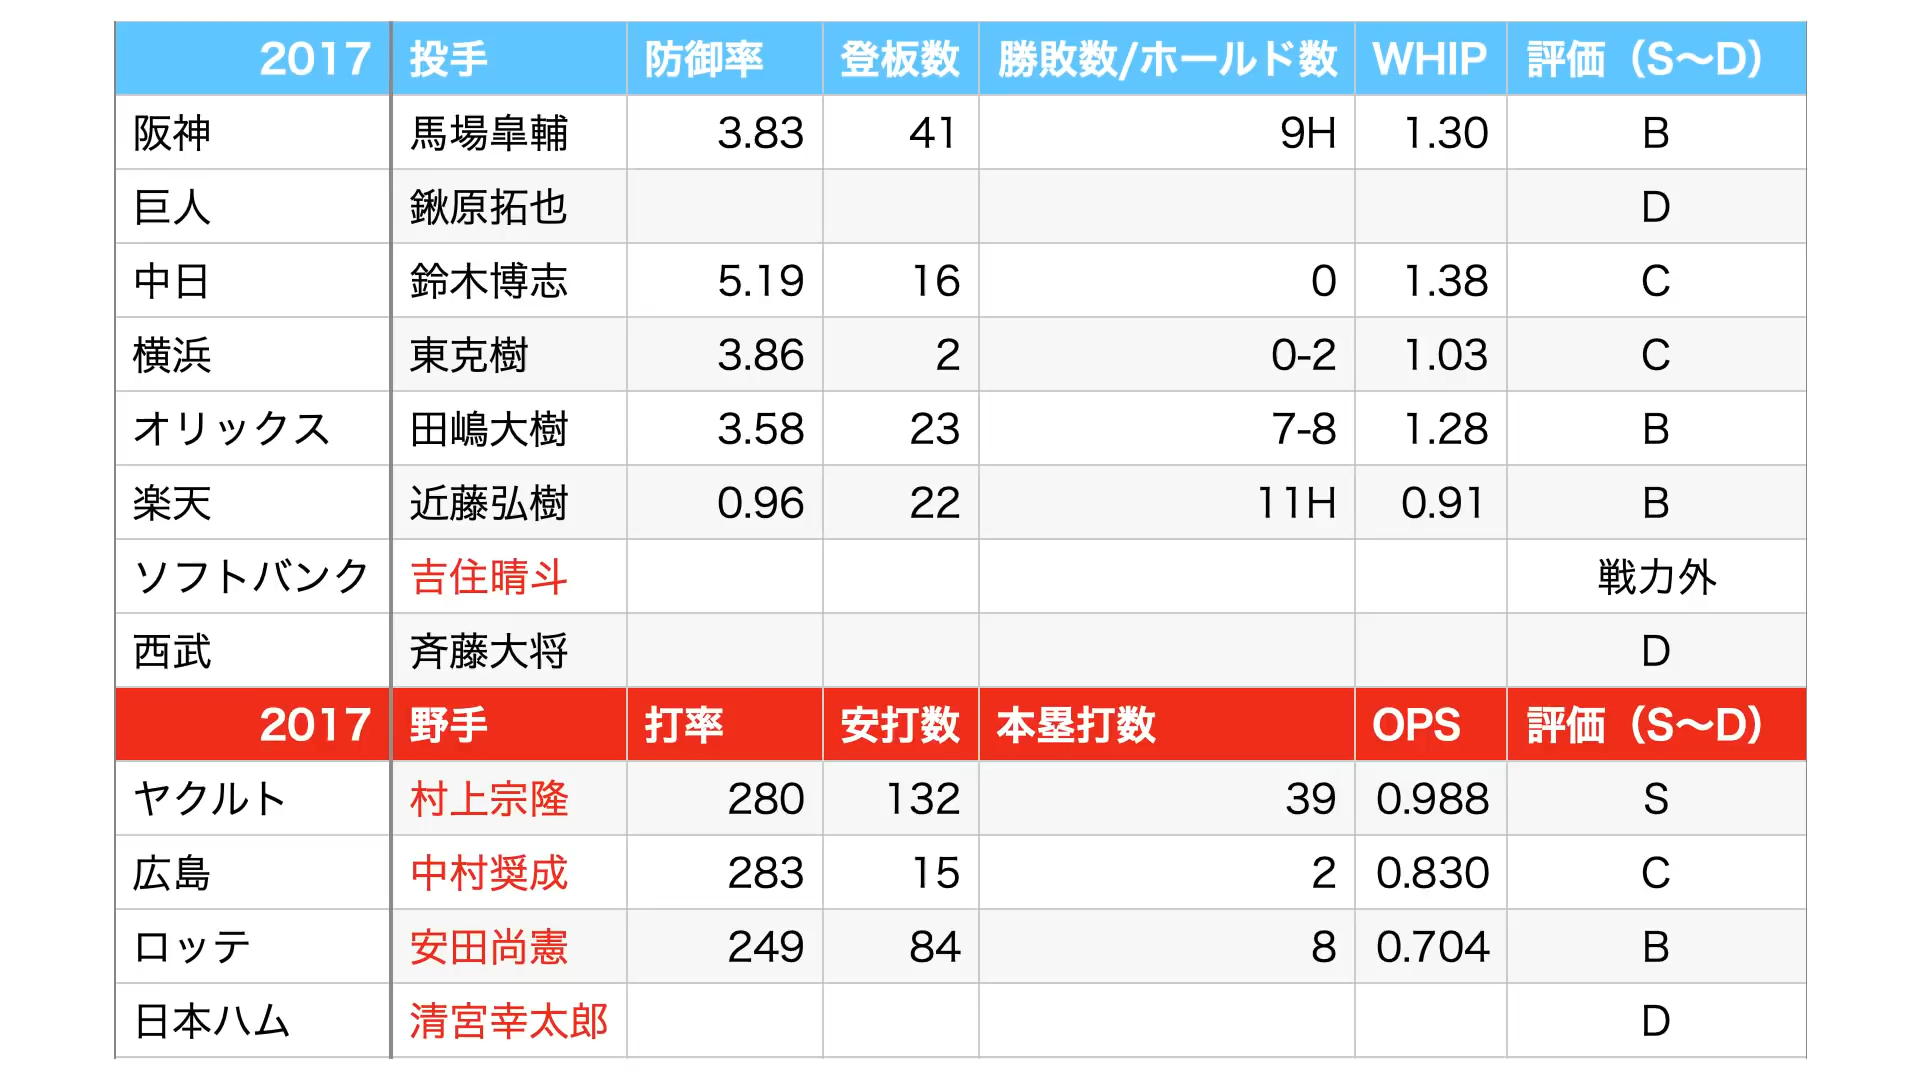 2017 投手 防御率 登板数 勝敗数/ホールド数 WHIP 評価（S〜D）
阪神 馬場皐輔 3.83 41 9H 1.30 B
巨人 鍬原拓也 D
中日 鈴木博志 5.19 16 0 1.38 C
横浜 東克樹 3.86 2 0-2 1.03 C
オリックス 田嶋大樹 3.58 23 7-8 1.28 B
楽天 近藤弘樹 0.96 22 11H 0.91 B
ソフトバンク 吉住晴斗 戦力外
西武 斉藤大将 D
2017 野手 打率 安打数 本塁打数 OPS 評価（S〜D）
ヤクルト 村上宗隆 280 132 39 0.988 S
広島 中村奨成 283 15 2 0.830 C
ロッテ 安田尚憲 249 84 8 0.704 B
日本ハム 清宮幸太郎 D